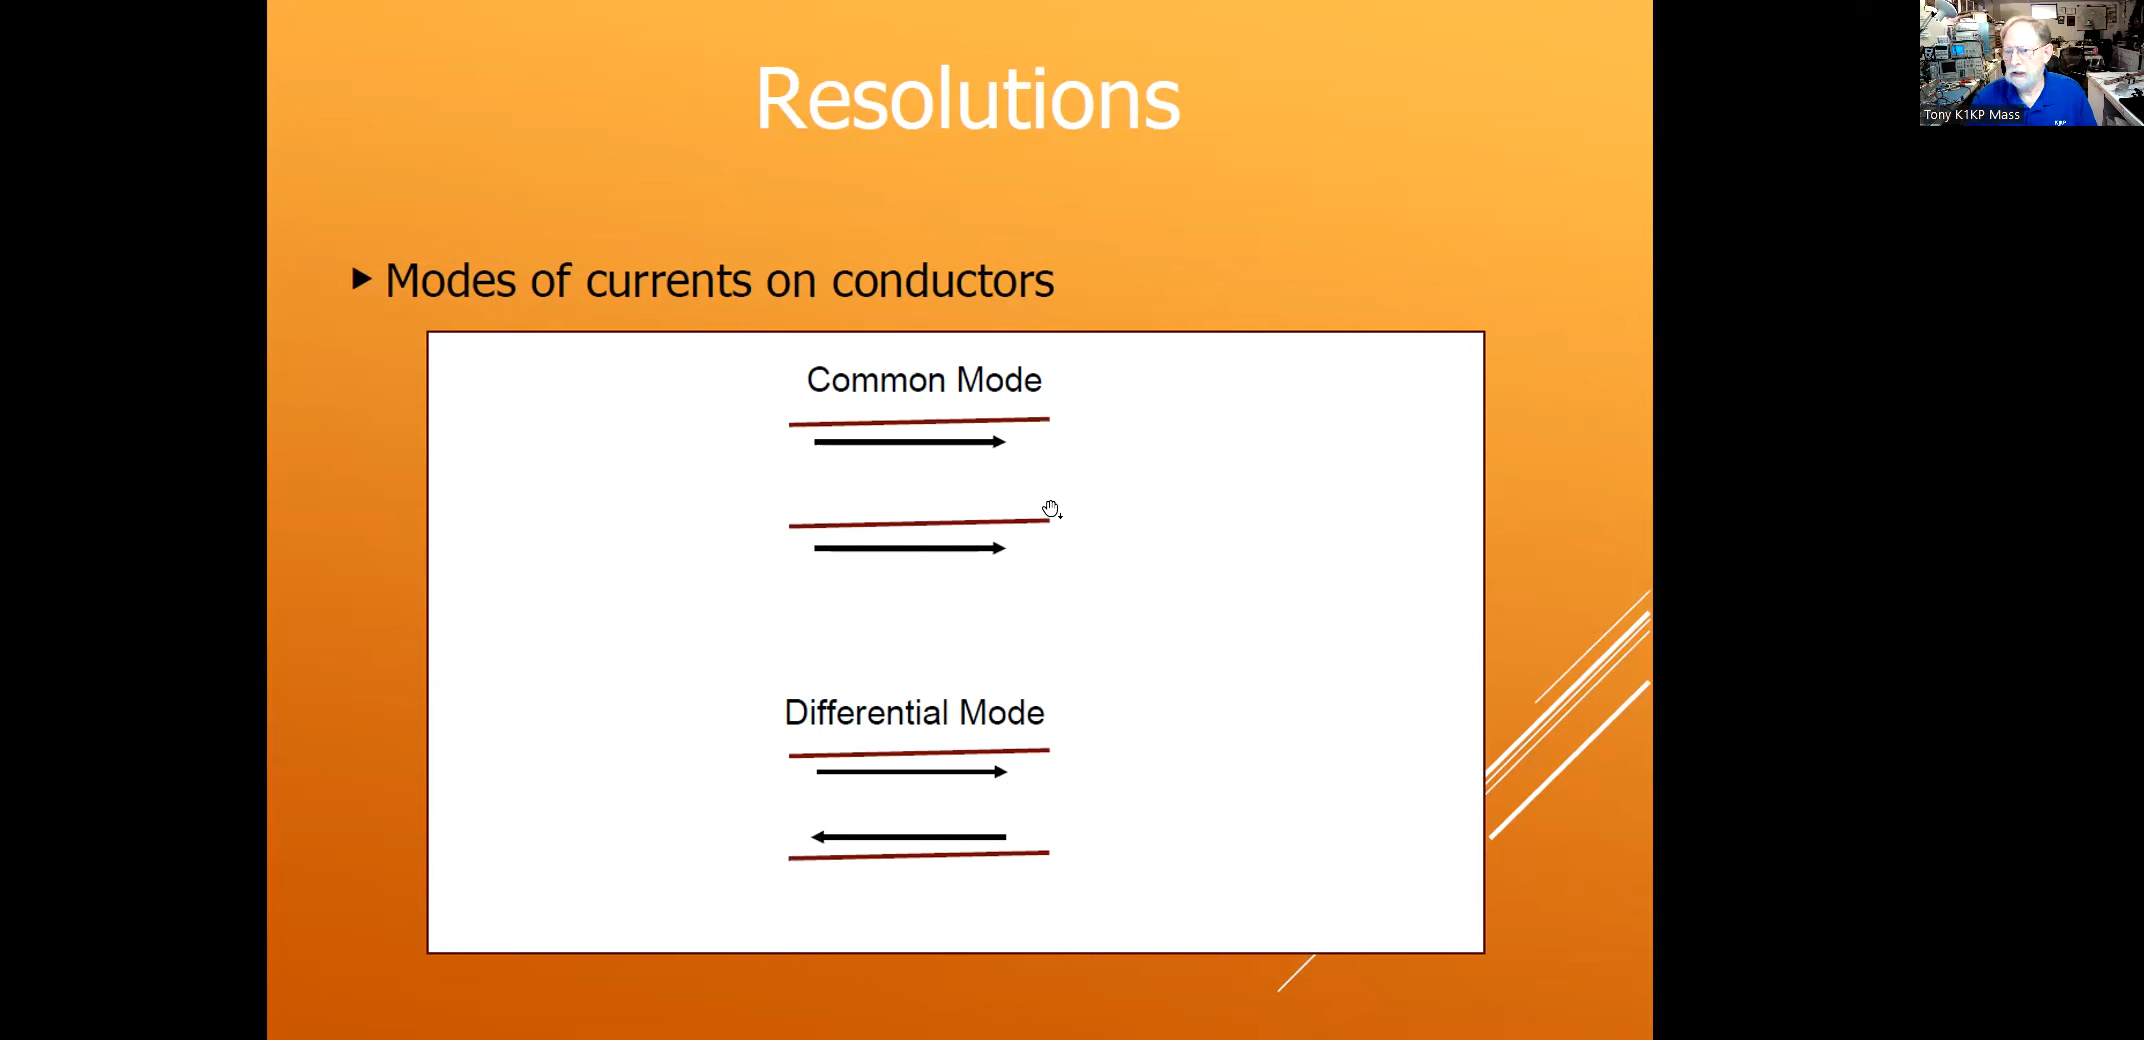 Resolutions
Tony K1KP Mass
Modes of currents on conductors
Common Mode
Differential Mode